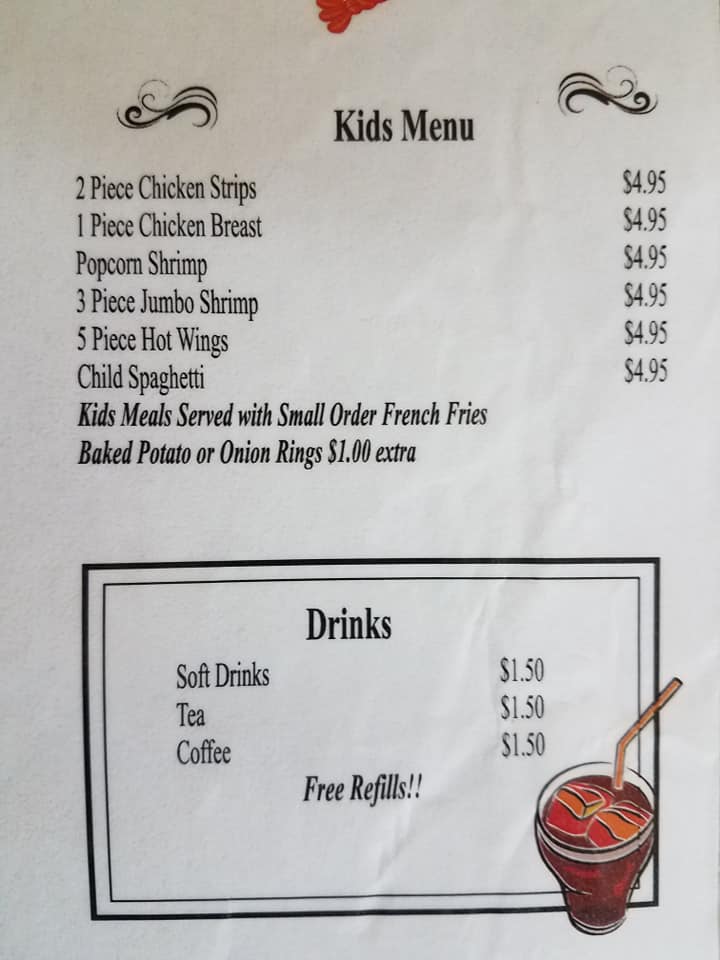 Kids Menu
2 Piece Chicken Strips $4.95
1 Piece Chicken Breast $4.95
Popcorn Shrimp $4.95
3 Piece Jumbo Shrimp $4.95
5 Piece Hot Wings $4.95
Child Spaghetti $4.95
Kids Meals Served with Small Order French Fries
Baked Potato or Onion Rings $1.00 extra
Drinks
Soft Drinks $1.50
Tea $1.50
Coffee $1.50
Free Refills!!